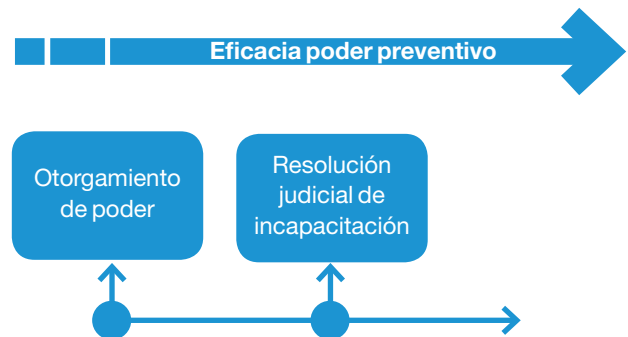 Eficacia poder preventivo
Otorgamiento
de poder
Resolución
judicial de
incapacitación